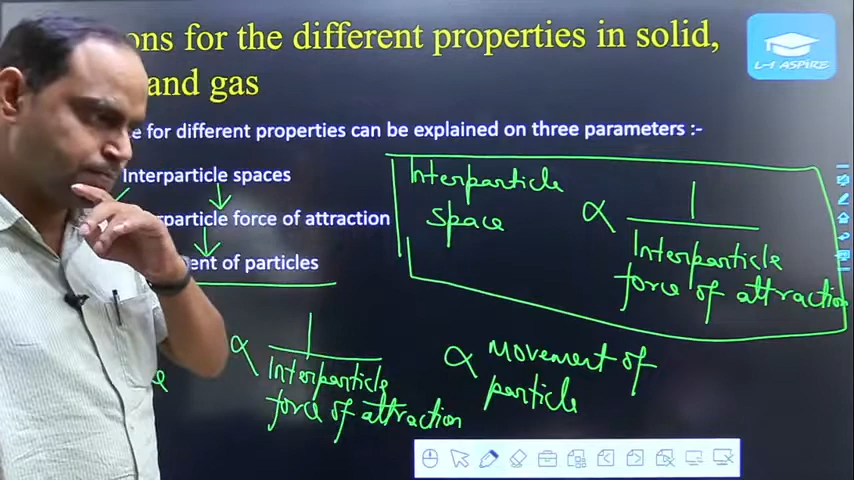 ons for the different properties in solid,
and gas
L-1 ASPIRE
e for different properties can be explained on three parameters :-
Interparticle spaces
rparticle force of attraction
ent of particles
Interparticle
space ∝ 1
Interparticle
force of attraction
∝ 1
Interparticle
force of attraction
∝ Movement of
particle